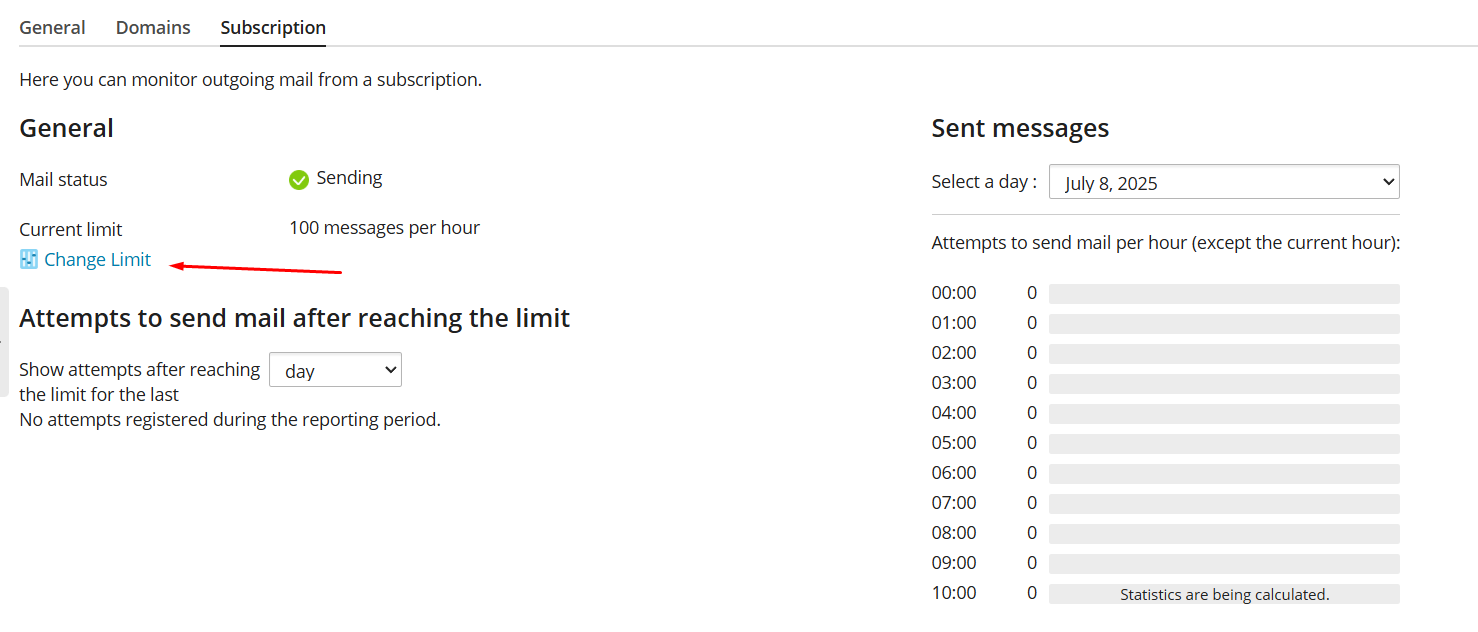 General Domains Subscription
Here you can monitor outgoing mail from a subscription.
General
Mail status Sending
Current limit 100 messages per hour
Change Limit
Attempts to send mail after reaching the limit
Show attempts after reaching day
the limit for the last
No attempts registered during the reporting period.
Sent messages
Select a day : July 8, 2025
Attempts to send mail per hour (except the current hour):
00:00 0
01:00 0
02:00 0
03:00 0
04:00 0
05:00 0
06:00 0
07:00 0
08:00 0
09:00 0
10:00 0 Statistics are being calculated.